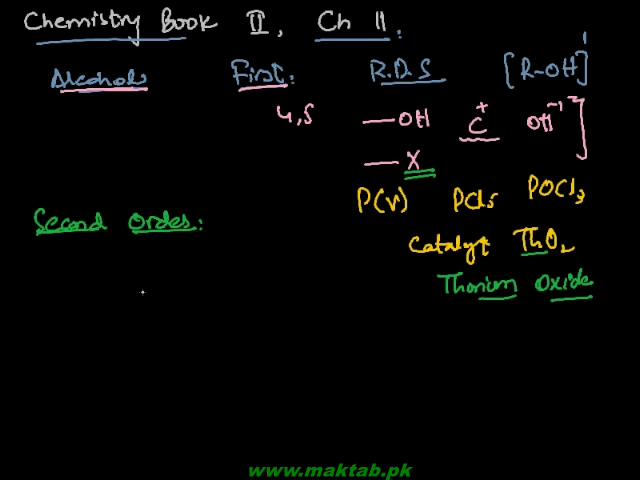 Chemistry Book II, Ch 11.
Alcohols First: R.D.S [R-OH]
4,5 —OH C+ OH-1
—X
P(v) PCl5 POCl3
Second Order:
Catalyst ThO2
Thorium Oxide
www.maktab.pk